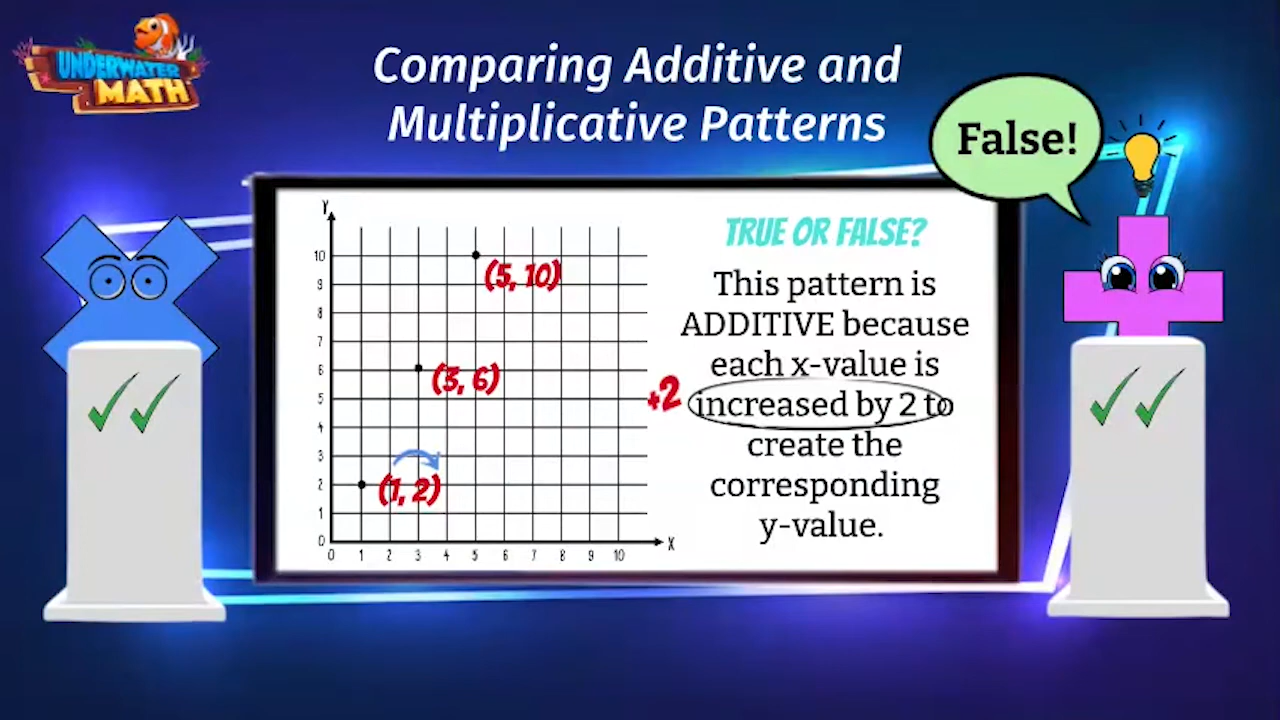 UNDERWATER
MATH
Comparing Additive and
Multiplicative Patterns
False!
TRUE OR FALSE?
This pattern is
ADDITIVE because
each x-value is
+2
increased by 2 to
create the
corresponding
y-value.
Y
10
9
8
7
6
5
4
3
2
1
0
(5, 10)
(3, 6)
(1, 2)
0 1 2 3 4 5 6 7 8 9 10
X